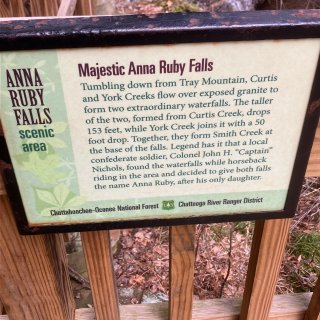 ANNA
RUBY
FALLS
scenic
area
Majestic Anna Ruby Falls
Tumbling down from Tray Mountain, Curtis
and York Creeks flow over exposed granite to
form two extraordinary waterfalls. The taller
of the two, formed from Curtis Creek, drops
153 feet, while York Creek joins it with a 50
foot drop. Together, they form Smith Creek at
the base of the falls. Legend has it that a local
confederate soldier, Colonel John H. "Captain"
Nichols, found the waterfalls while horseback
riding in the area and decided to give both falls
the name Anna Ruby, after his only daughter.
Chattahoochee-Oconee National Forest Chattooga River Ranger District